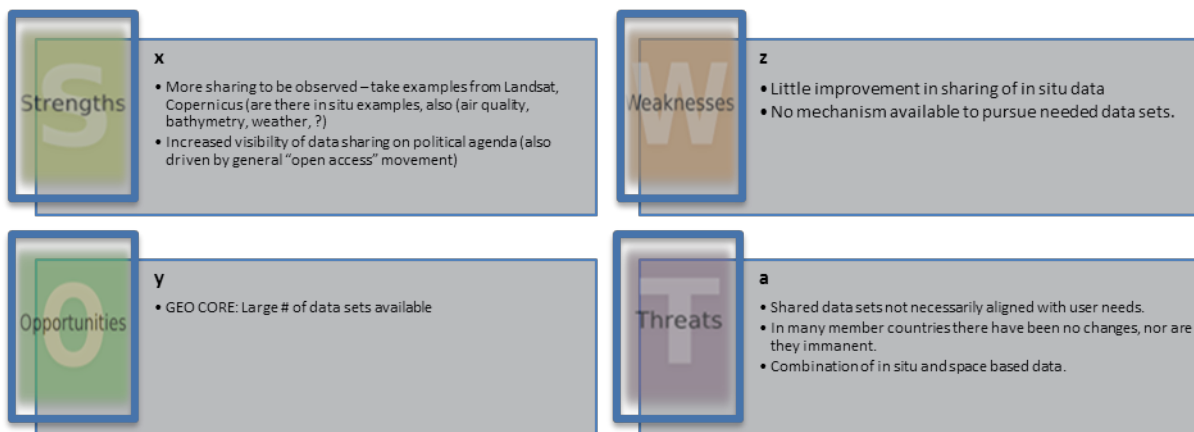 S
Strengths
x
• More sharing to be observed – take examples from Landsat,
Copernicus (are there in situ examples, also (air quality,
bathymetry, weather, ?)
• Increased visibility of data sharing on political agenda (also
driven by general “open access” movement)
W
Weaknesses
z
• Little improvement in sharing of in situ data
• No mechanism available to pursue needed data sets.
O
Opportunities
y
• GEO CORE: Large # of data sets available
T
Threats
a
• Shared data sets not necessarily aligned with user needs.
• In many member countries there have been no changes, nor are
they immanent.
• Combination of in situ and space based data.